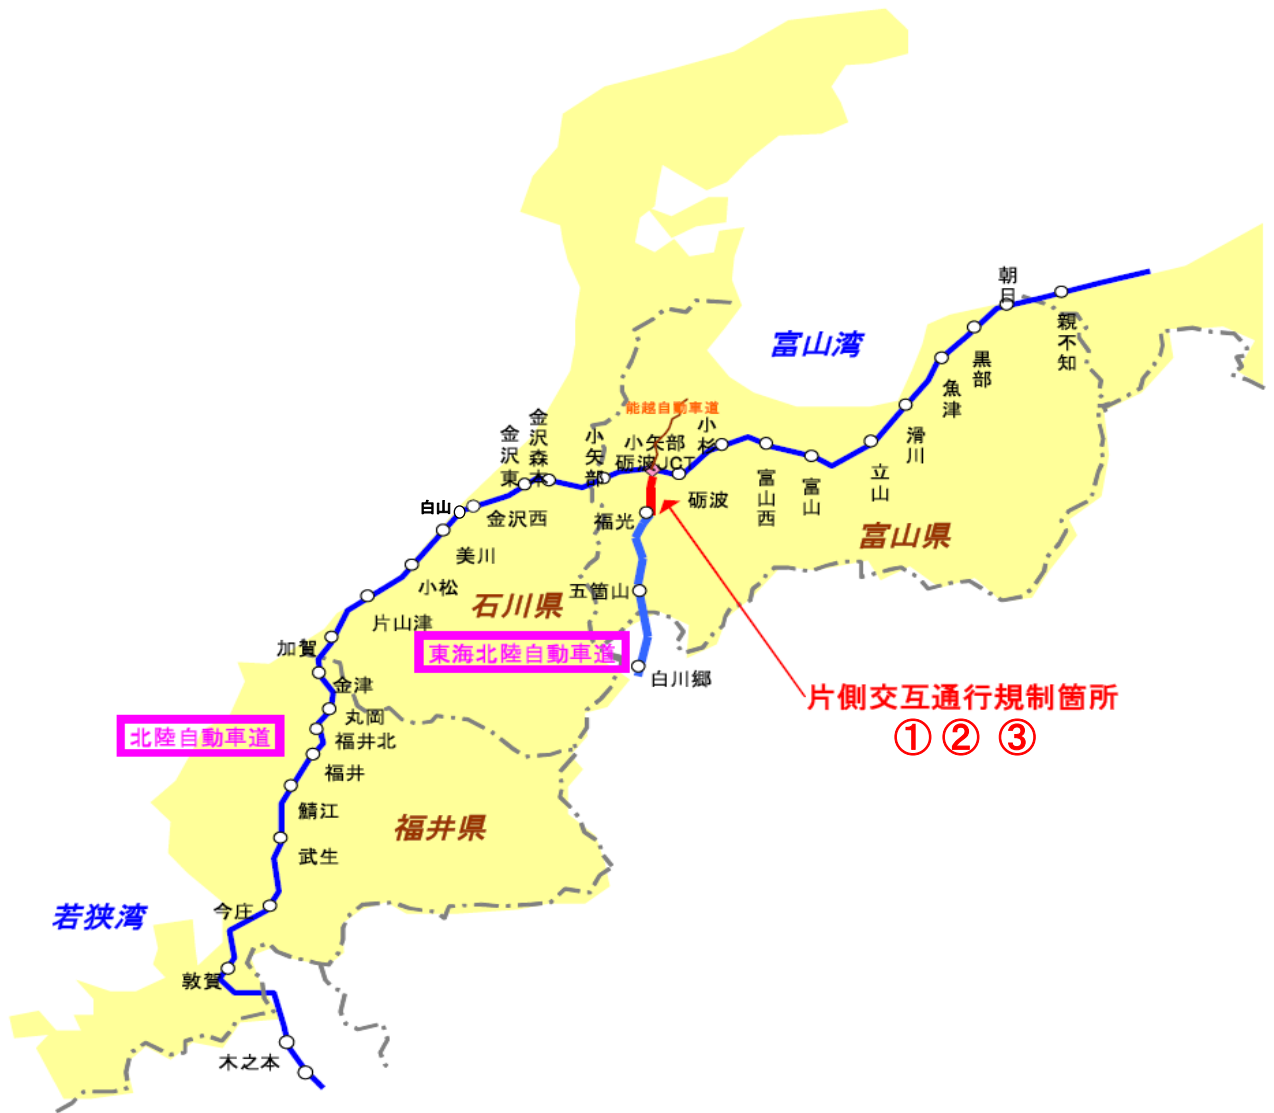 朝日
親不知
富山湾
黒部
魚津
能越自動車道
滑川
小杉
金沢森本
金沢東
小矢部
小矢部
砺波JCT
立山
富山
富山西
砺波
白山
金沢西
福光
富山県
美川
小松
五箇山
石川県
片山津
加賀
東海北陸自動車道
白川郷
金津
片側交互通行規制箇所
① ② ③
丸岡
北陸自動車道
福井北
福井
鯖江
福井県
武生
今庄
若狭湾
敦賀
木之本